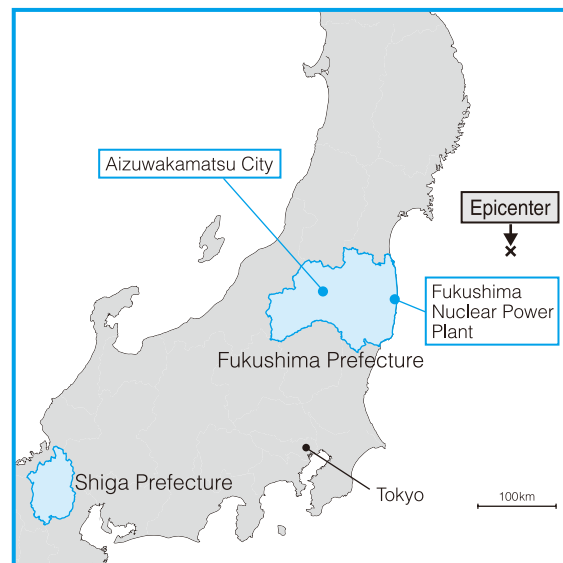 Aizuwakamatsu City
Epicenter
Fukushima
Nuclear Power
Plant
Fukushima Prefecture
Shiga Prefecture
Tokyo
100km